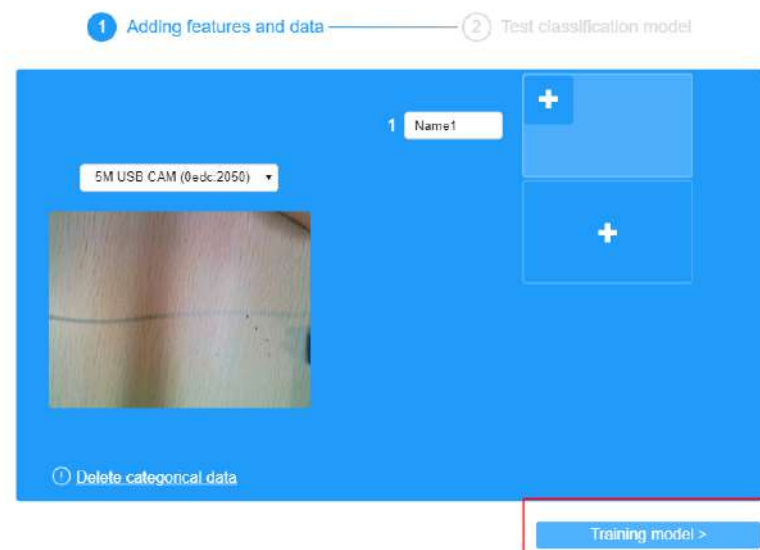 1 Adding features and data
2 Test classification model
1 Name1
5M USB CAM (0edc:2050)
Delete categorical data
Training model >